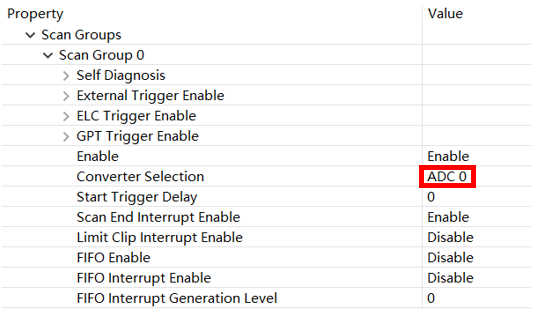 Property Value
Scan Groups
Scan Group 0
Self Diagnosis
External Trigger Enable
ELC Trigger Enable
GPT Trigger Enable
Enable Enable
Converter Selection ADC 0
Start Trigger Delay 0
Scan End Interrupt Enable Enable
Limit Clip Interrupt Enable Disable
FIFO Enable Disable
FIFO Interrupt Enable Disable
FIFO Interrupt Generation Level 0